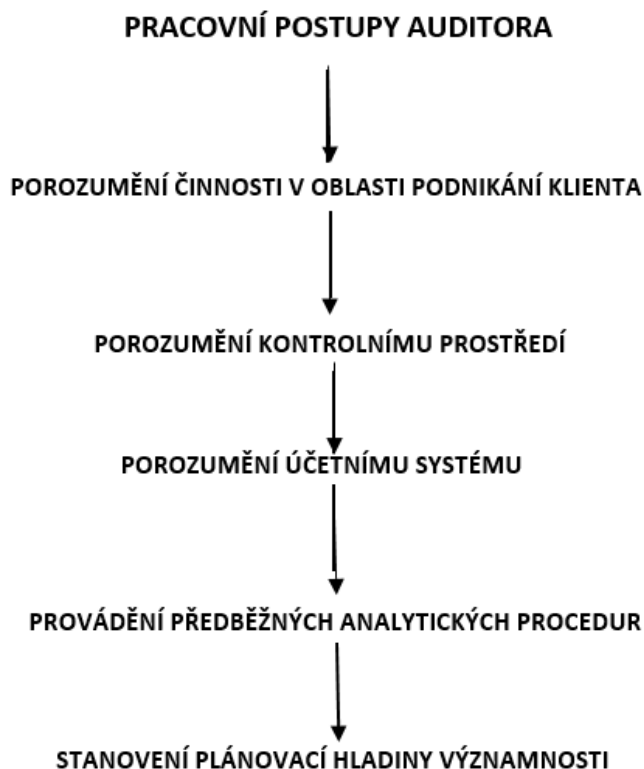 PRACOVNÍ POSTUPY AUDITORA
POROZUMĚNÍ ČINNOSTI V OBLASTI PODNIKÁNÍ KLIENTA
POROZUMĚNÍ KONTROLNÍMU PROSTŘEDÍ
POROZUMĚNÍ ÚČETNÍMU SYSTÉMU
PROVÁDĚNÍ PŘEDBĚŽNÝCH ANALYTICKÝCH PROCEDUR
STANOVENÍ PLÁNOVACÍ HLADINY VÝZNAMNOSTI